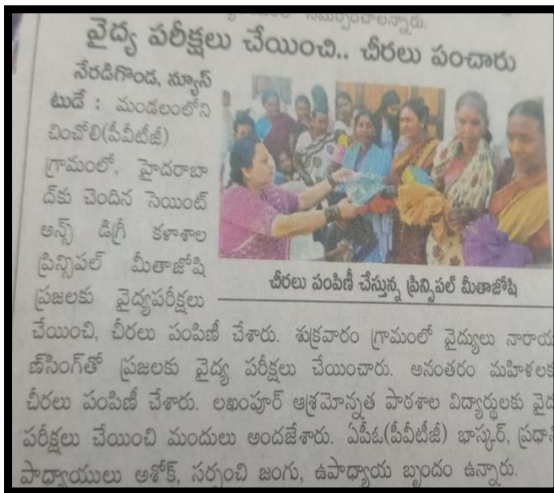 సమర్పించాలన్నారు.
వైద్య పరీక్షలు చేయించి.. చీరలు పంచారు
నేరడిగొండ, న్యూస్
టుడే : మండలంలోని
చించోలి(పీవీటీజీ)
గ్రామంలో, హైదరాబా
ద్‌కు చెందిన సెయింట్
ఆన్స్ డిగ్రీ కళాశాల
ప్రిన్సిపల్ మీతాజోషి
ప్రజలకు వైద్యపరీక్షలు
చీరలు పంపిణీ చేస్తున్న ప్రిన్సిపల్ మీతాజోషి
చేయించి, చీరలు పంపిణీ చేశారు. శుక్రవారం గ్రామంలో వైద్యులు నారాయ
ణ్‌సింగ్‌తో ప్రజలకు వైద్య పరీక్షలు చేయించారు. అనంతరం మహిళలక
చీరలు పంపిణీ చేశారు. లఖంపూర్ ఆశ్రమోన్నత పాఠశాల విద్యార్థులకు వైద్
పరీక్షలు చేయించి మందులు అందజేశారు. ఏపీఓ(పీవీటీజీ) భాస్కర్, ప్రధాన
పాధ్యాయులు అశోక్, సర్పంచి జంగు, ఉపాధ్యాయ బృందం ఉన్నారు.